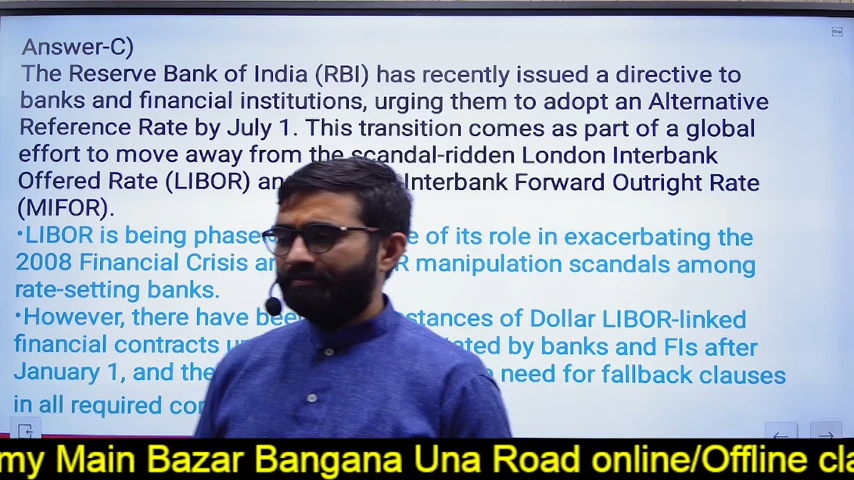 Answer-C)
The Reserve Bank of India (RBI) has recently issued a directive to
banks and financial institutions, urging them to adopt an Alternative
Reference Rate by July 1. This transition comes as part of a global
effort to move away from the scandal-ridden London Interbank
Offered Rate (LIBOR) an Interbank Forward Outright Rate
(MIFOR).
•LIBOR is being phase e of its role in exacerbating the
2008 Financial Crisis an R manipulation scandals among
rate-setting banks.
•However, there have bee stances of Dollar LIBOR-linked
financial contracts u ted by banks and FIs after
January 1, and the need for fallback clauses
in all required co
my Main Bazar Bangana Una Road online/Offline cla